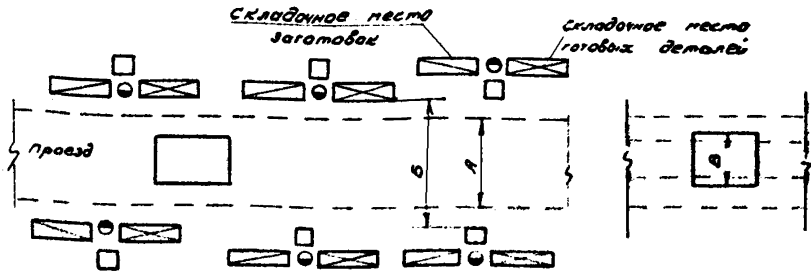 складочное место
заготовок
складочное место
готовых деталей
проезд
Б
А
В